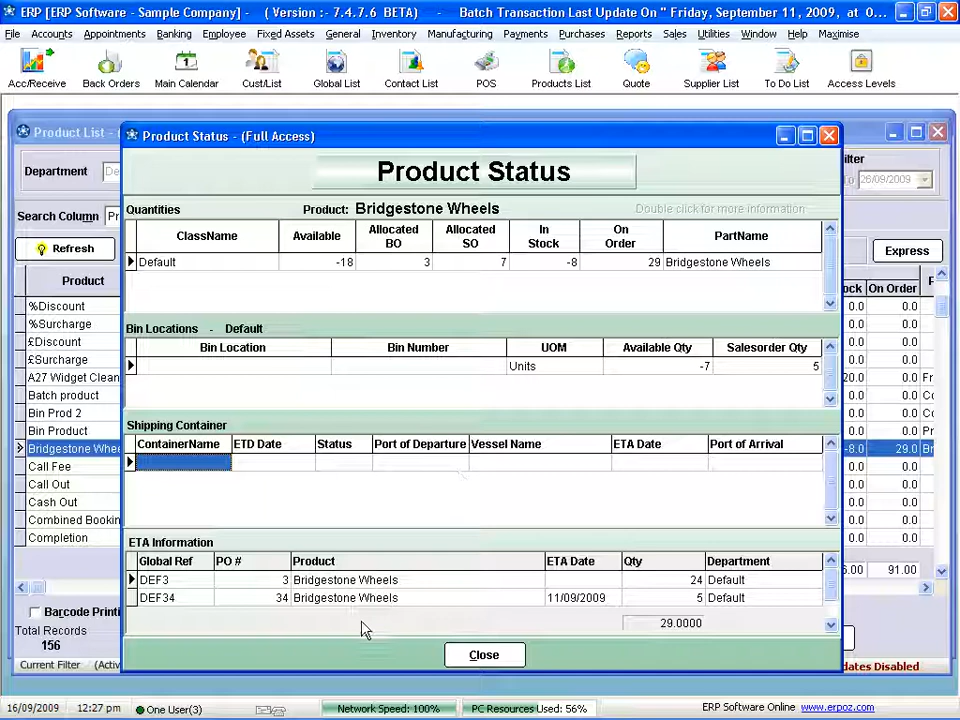 ERP [ERP Software - Sample Company] - ( Version :- 7.4.7.6 BETA) - Batch Transaction Last Update On " Friday, September 11, 2009, at O...
File Accounts Appointments Banking Employee Fixed Assets General Inventory Manufacturing Payments Purchases Reports Sales Utilities Window Help Maximise
Acc/Receive Back Orders Main Calendar Cust/List Global List Contact List POS Products List Quote Supplier List To Do List Access Levels
Product List - (
Product Status - (Full Access)
Department
Product Status
26/09/2009
Search Column
Quantities Product: Bridgestone Wheels Double click for more information
Refresh
ClassName Available Allocated BO Allocated SO In Stock On Order PartName
Express
Default -18 3 7 -8 29 Bridgestone Wheels
Product
On Order
%Discount 0.0 0.0
%Surcharge 0.0 0.0
£Discount 0.0 0.0
£Surcharge 0.0 0.0
A27 Widget Clean 20.0 0.0
Batch product 0.0 0.0
Bin Prod 2 0.0 0.0
Bin Product 0.0 0.0
Bridgestone Whee -8.0 29.0
Call Fee 0.0 0.0
Call Out 0.0 0.0
Cash Out 0.0 0.0
Combined Bookin 0.0 0.0
Completion 0.0 0.0
Bin Locations - Default
Bin Location Bin Number UOM Available Qty Salesorder Qty
Units -7 5
Shipping Container
ContainerName ETD Date Status Port of Departure Vessel Name ETA Date Port of Arrival
ETA Information
Global Ref PO # Product ETA Date Qty Department
DEF3 3 Bridgestone Wheels 24 Default
DEF34 34 Bridgestone Wheels 11/09/2009 5 Default
29.0000
91.00
Barcode Printi
Total Records
156
Close
Current Filter (Activ
dates Disabled
16/09/2009 12:27 pm One User(3) Network Speed: 100% PC Resources Used: 56% ERP Software Online www.erpoz.com